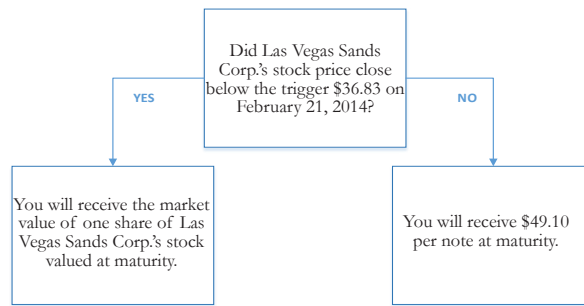 Did Las Vegas Sands
Corp.'s stock price close
below the trigger $36.83 on
February 21, 2014?
YES
NO
You will receive the market
value of one share of Las
Vegas Sands Corp.'s stock
valued at maturity.
You will receive $49.10
per note at maturity.